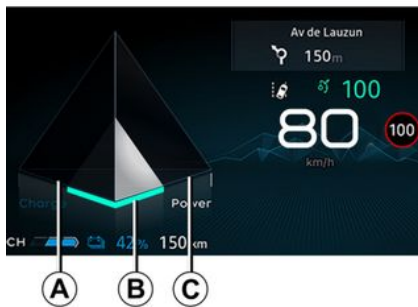 Av de Lauzun
150m
100
80
100
km/h
Charge
Power
CH
42%
150 km
A
B
C